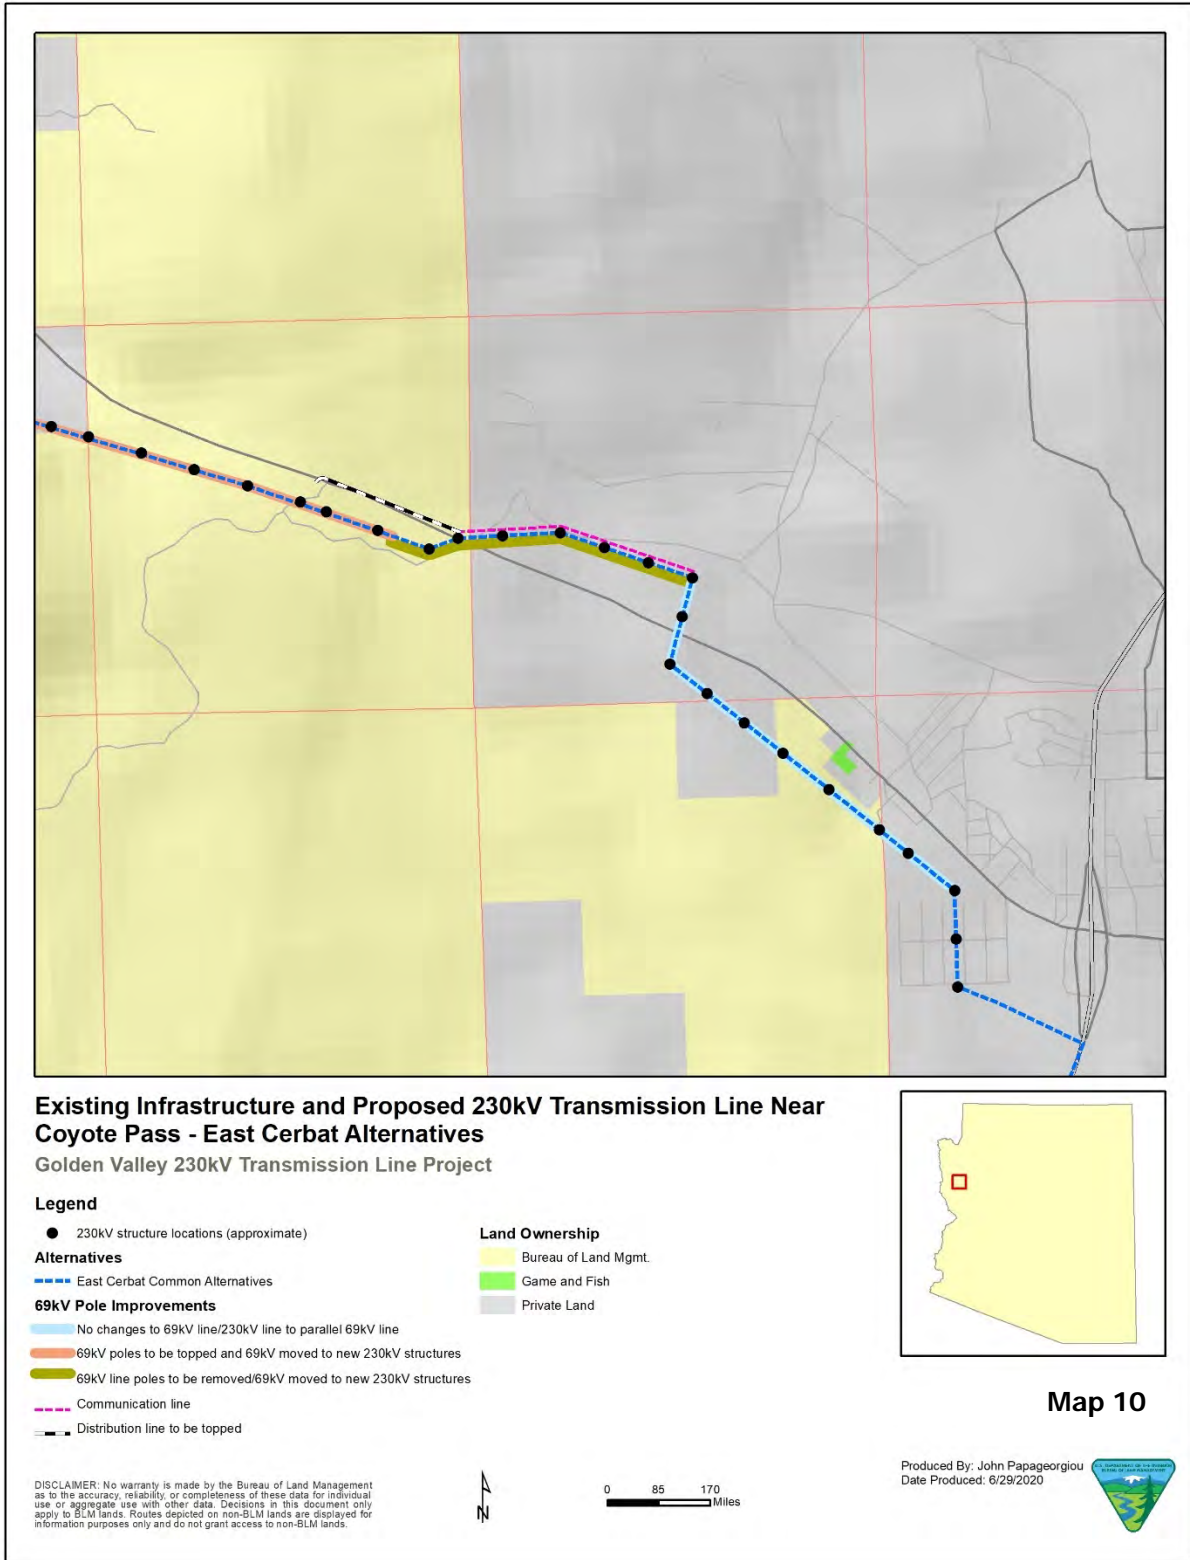 Existing Infrastructure and Proposed 230kV Transmission Line Near
Coyote Pass - East Cerbat Alternatives
Golden Valley 230kV Transmission Line Project
Legend
230kV structure locations (approximate)
Alternatives
East Cerbat Common Alternatives
69kV Pole Improvements
No changes to 69kV line/230kV line to parallel 69kV line
69kV poles to be topped and 69kV moved to new 230kV structures
69kV line poles to be removed/69kV moved to new 230kV structures
Communication line
Distribution line to be topped
Land Ownership
Bureau of Land Mgmt.
Game and Fish
Private Land
Map 10
DISCLAIMER: No warranty is made by the Bureau of Land Management
as to the accuracy, reliability, or completeness of these data for individual
use or aggregate use with other data. Decisions in this document only
apply to BLM lands. Routes depicted on non-BLM lands are displayed for
information purposes only and do not grant access to non-BLM lands.
N
0 85 170
Miles
Produced By: John Papageorgiou
Date Produced: 6/29/2020